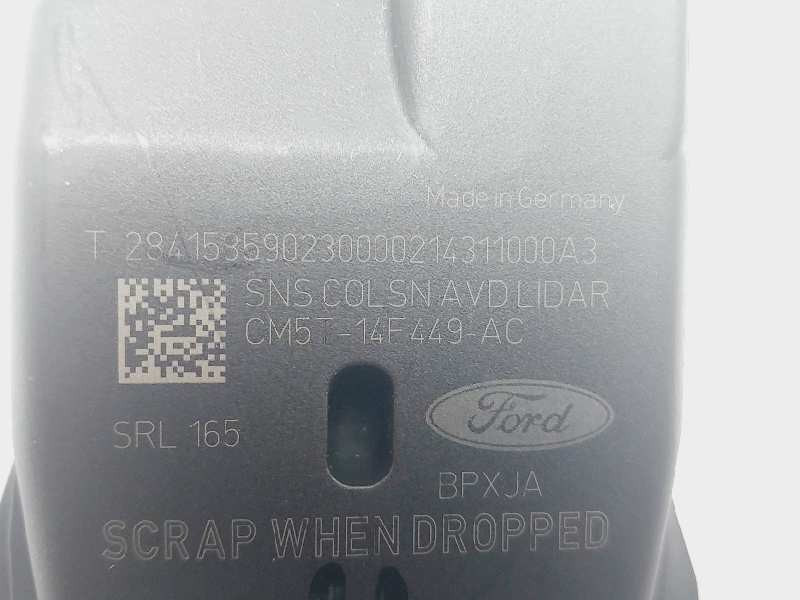 Made in Germany
T 284153590230000214311000A3
SNS COLSN AVD LIDAR
CM5T-14F449-AC
SRL 165
Ford
BPXJA
SCRAP WHEN DROPPED